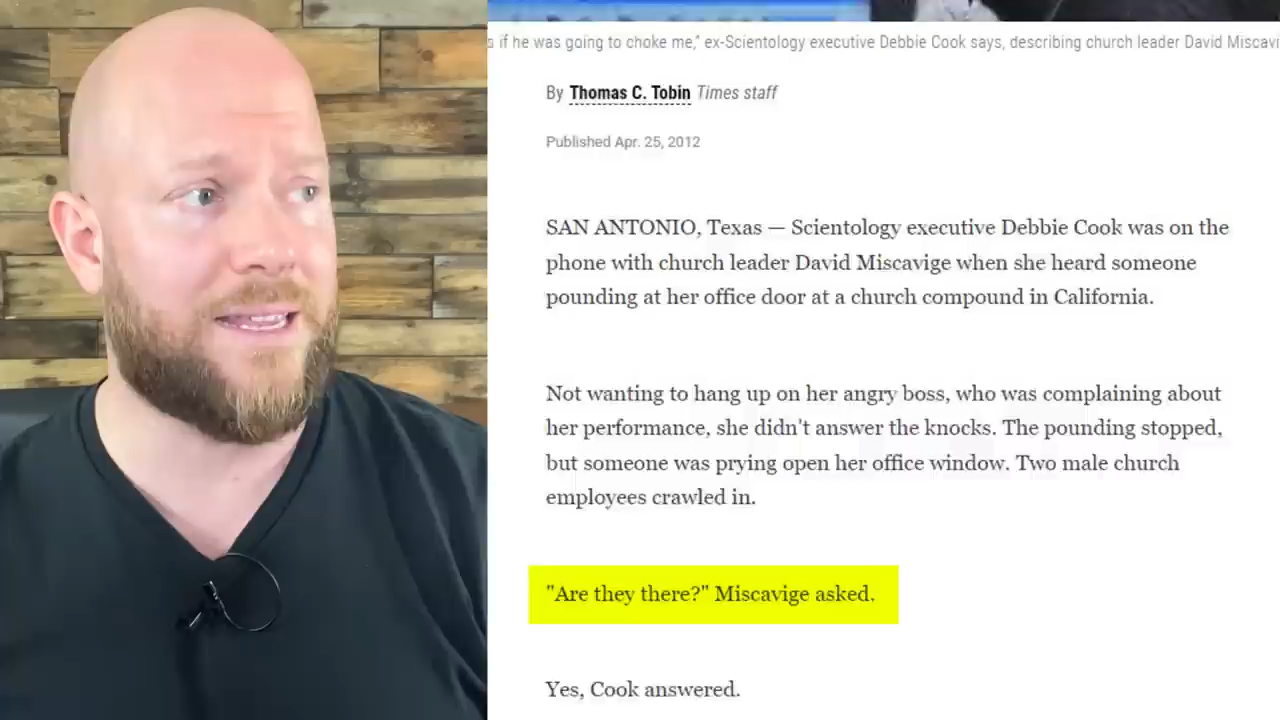 if he was going to choke me," ex-Scientology executive Debbie Cook says, describing church leader David Miscavi
By Thomas C. Tobin Times staff
Published Apr. 25, 2012
SAN ANTONIO, Texas — Scientology executive Debbie Cook was on the
phone with church leader David Miscavige when she heard someone
pounding at her office door at a church compound in California.
Not wanting to hang up on her angry boss, who was complaining about
her performance, she didn't answer the knocks. The pounding stopped,
but someone was prying open her office window. Two male church
employees crawled in.
"Are they there?" Miscavige asked.
Yes, Cook answered.